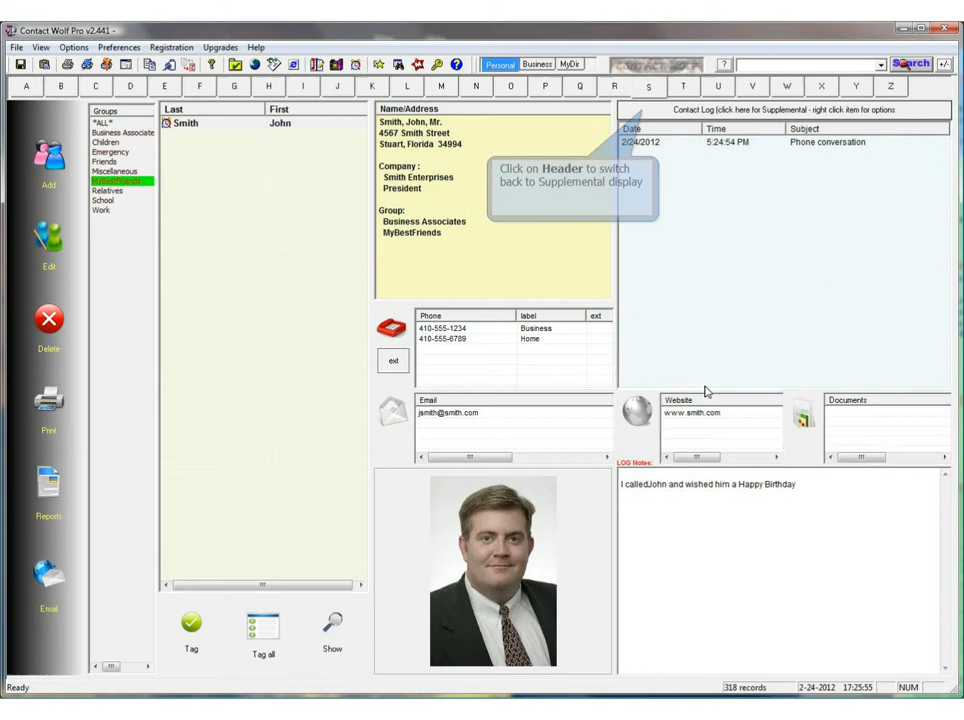 Contact Wolf Pro v2.441 -
File View Options Preferences Registration Upgrades Help
Personal Business MyDir CONTACT WOLF ? Search +/-
A B C D E F G H I J K L M N O P Q R S T U V W X Y Z
Add
Edit
Delete
Print
Reports
Email
Groups
*ALL*
Business Associate
Children
Emergency
Friends
Miscellaneous
MyBestFriends
Relatives
School
Work
Last First
Smith John
Tag
Tag all
Show
Name/Address
Smith, John, Mr.
4567 Smith Street
Stuart, Florida 34994
Company :
Smith Enterprises
President
Group:
Business Associates
MyBestFriends
Phone label ext
410-555-1234 Business
410-555-6789 Home
ext
Email
jsmith@smith.com
Contact Log (click here for Supplemental - right click item for options
Date Time Subject
2/24/2012 5:24:54 PM Phone conversation
Click on Header to switch
back to Supplemental display
Website
www.smith.com
Documents
LOG Notes:
I calledJohn and wished him a Happy Birthday
Ready 318 records 2-24-2012 17:25:55 NUM